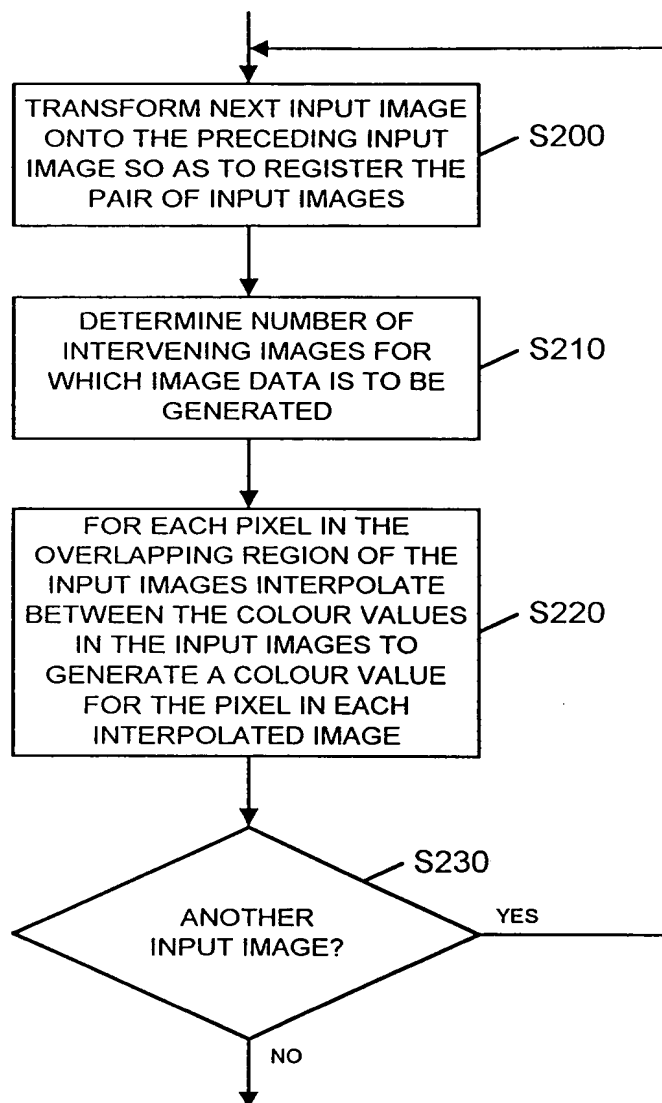 TRANSFORM NEXT INPUT IMAGE
ONTO THE PRECEDING INPUT
IMAGE SO AS TO REGISTER THE
PAIR OF INPUT IMAGES
S200
DETERMINE NUMBER OF
INTERVENING IMAGES FOR
WHICH IMAGE DATA IS TO BE
GENERATED
S210
FOR EACH PIXEL IN THE
OVERLAPPING REGION OF THE
INPUT IMAGES INTERPOLATE
BETWEEN THE COLOUR VALUES
IN THE INPUT IMAGES TO
GENERATE A COLOUR VALUE
FOR THE PIXEL IN EACH
INTERPOLATED IMAGE
S220
S230
ANOTHER
INPUT IMAGE?
YES
NO